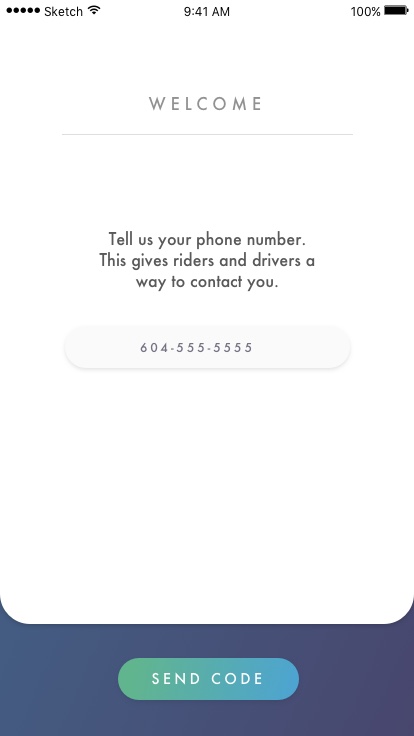 Sketch 9:41 AM 100%
WELCOME
Tell us your phone number.
This gives riders and drivers a
way to contact you.
604-555-5555
SEND CODE